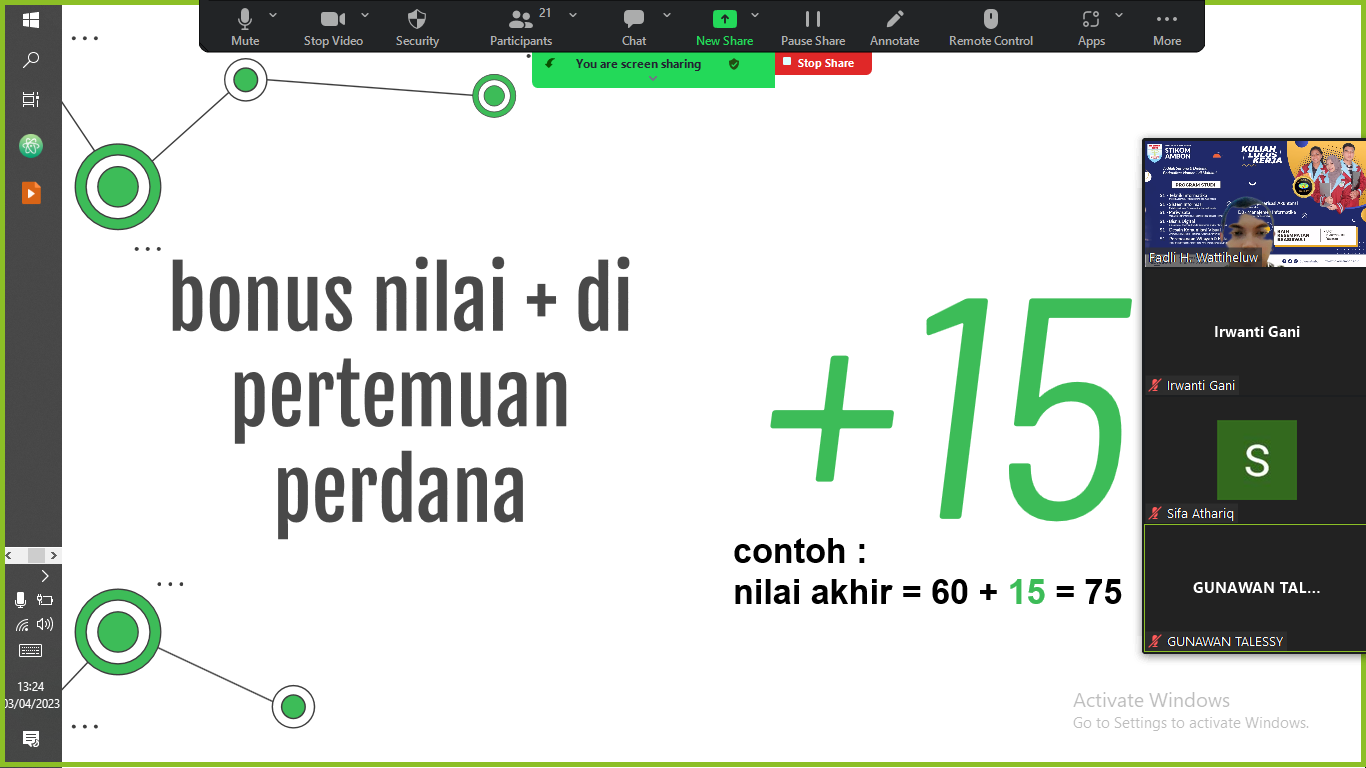 21
Mute
Stop Video
Security
Participants
Chat
New Share
Pause Share
Annotate
Remote Control
Apps
More
You are screen sharing
Stop Share
bonus nilai + di
pertemuan
perdana
+15
contoh :
nilai akhir = 60 + 15 = 75
STIKOM
AMBON
KULIAH
LULUS
KERJA
PROGRAM STUDI
Fadli H. Wattiheluw
Irwanti Gani
Irwanti Gani
S
Sifa Athariq
GUNAWAN TAL...
GUNAWAN TALESSY
13:24
03/04/2023
Activate Windows
Go to Settings to activate Windows.